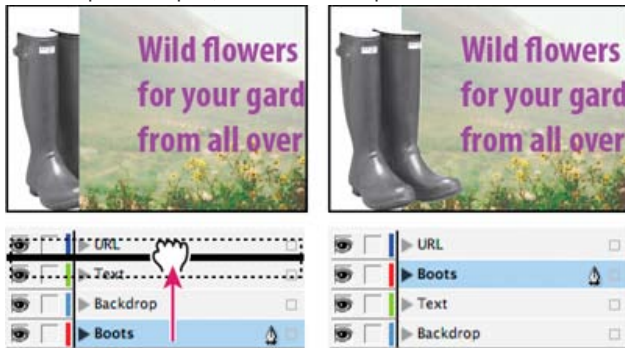 Wild flowers
for your gard
from all over
Wild flowers
for your gard
from all over
URL
Text
Backdrop
Boots
URL
Boots
Text
Backdrop